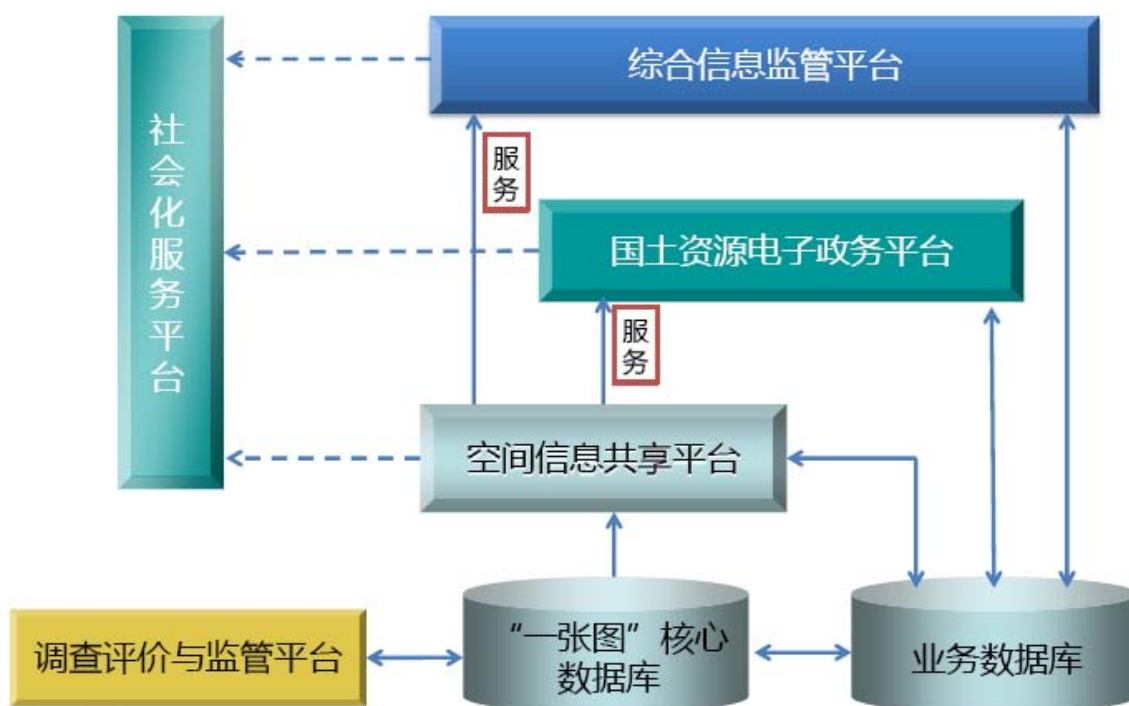 综合信息监管平台
社会化服务平台
服务
国土资源电子政务平台
服务
空间信息共享平台
“一张图”核心
数据库
业务数据库
调查评价与监管平台